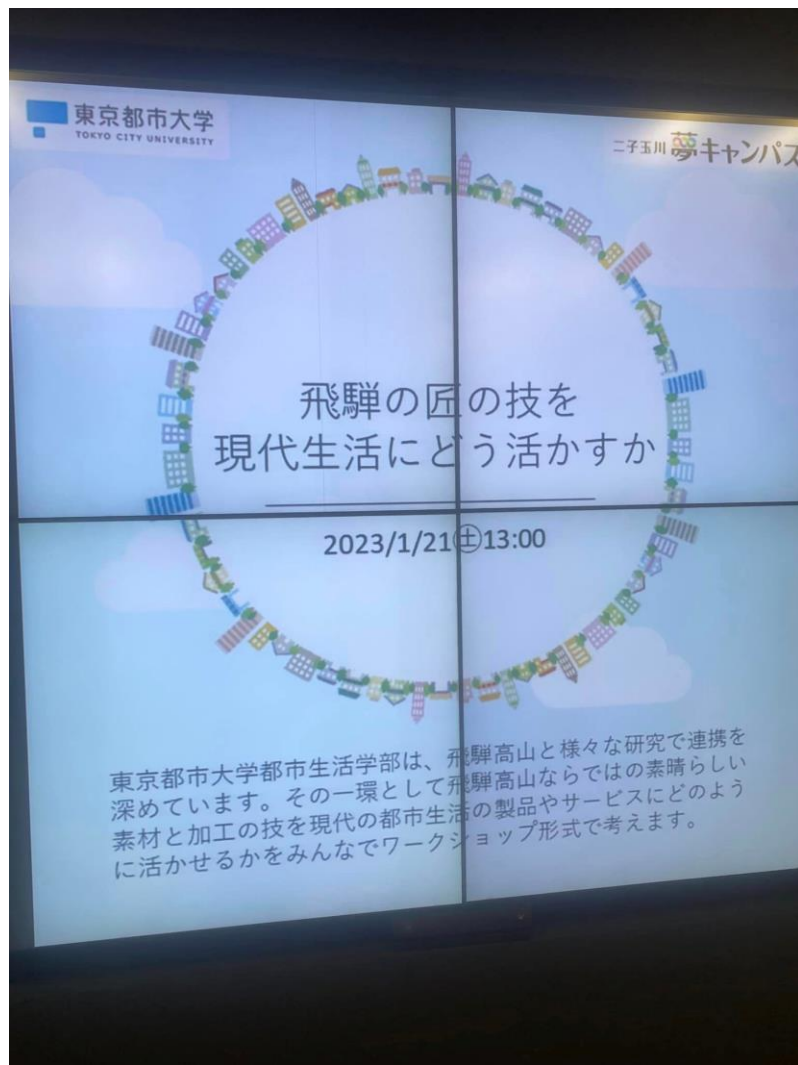 東京都市大学
TOKYO CITY UNIVERSITY
二子玉川 夢キャンパス
飛騨の匠の技を
現代生活にどう活かすか
2023/1/21㊏13:00
東京都市大学都市生活学部は、飛騨高山と様々な研究で連携を
深めています。その一環として飛騨高山ならではの素晴らしい
素材と加工の技を現代の都市生活の製品やサービスにどのよう
に活かせるかをみんなでワークショップ形式で考えます。